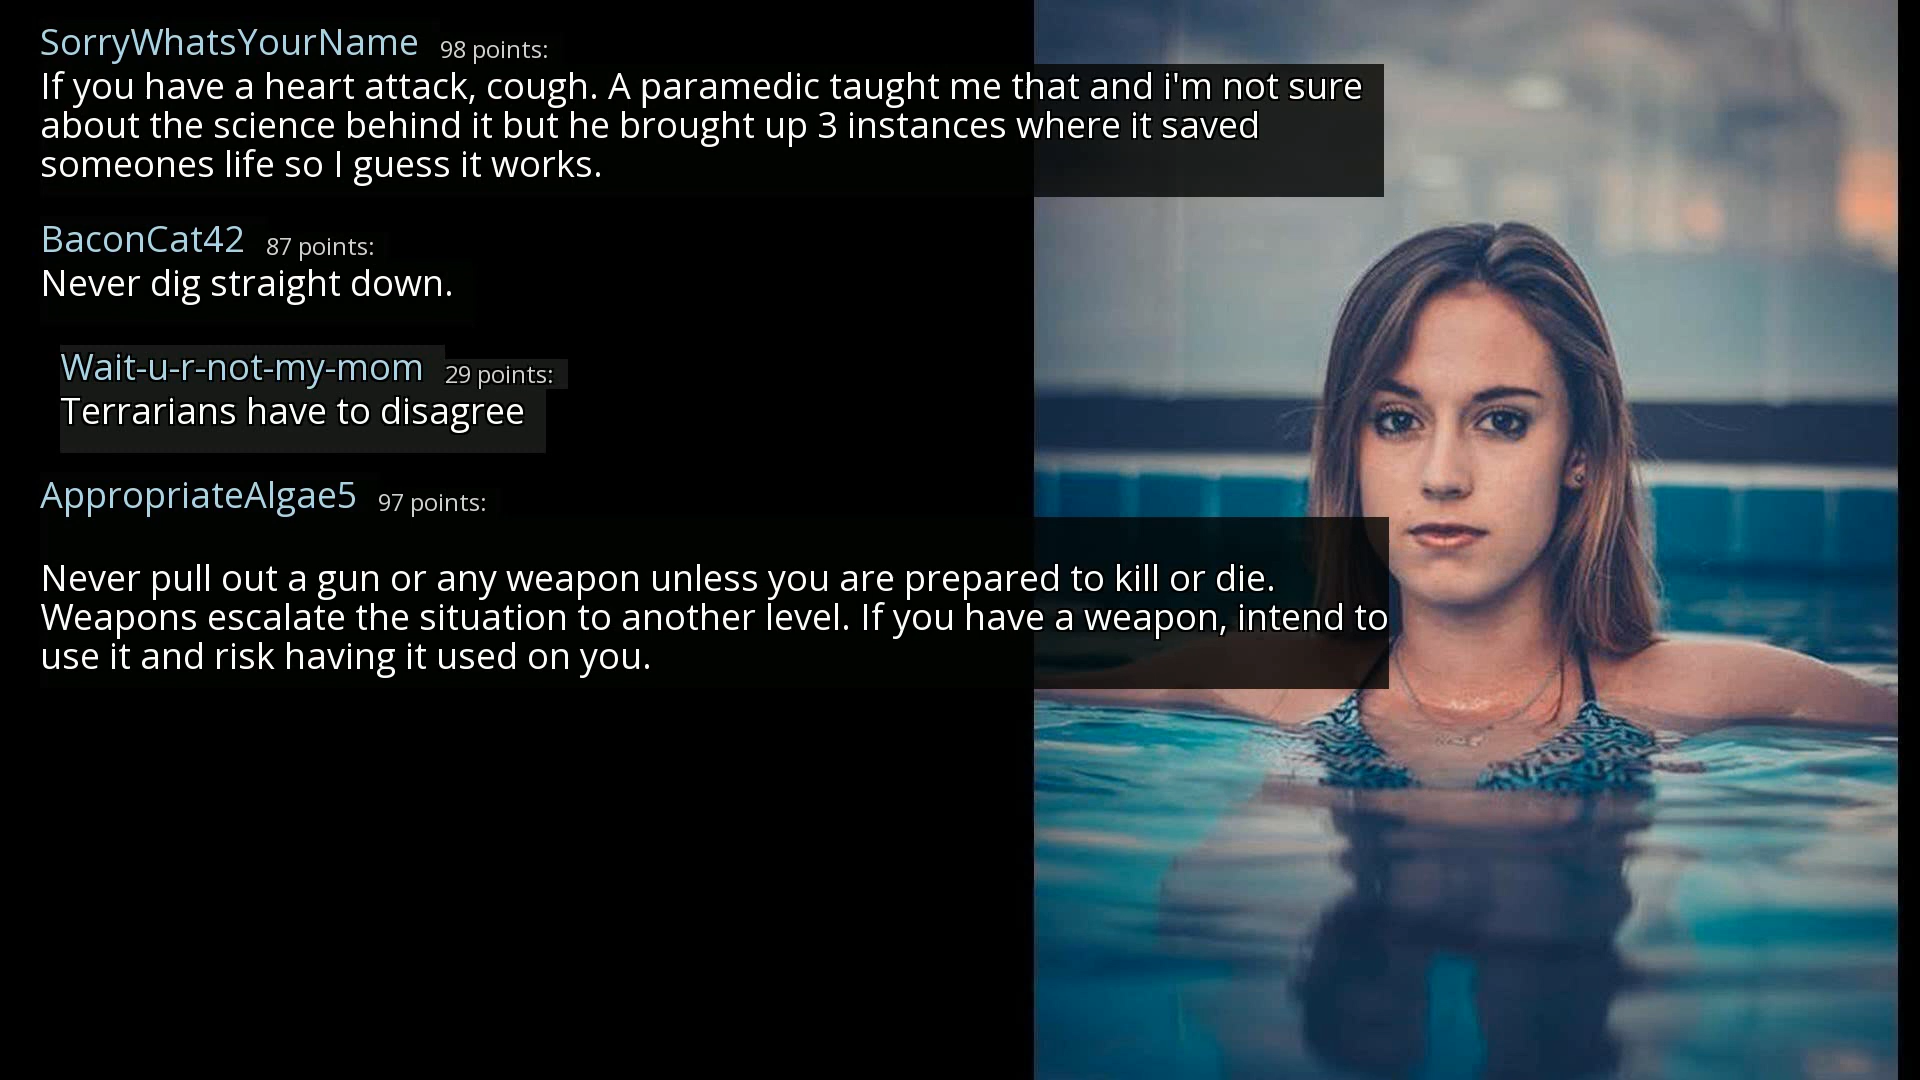 SorryWhatsYourName 98 points:
If you have a heart attack, cough. A paramedic taught me that and i'm not sure
about the science behind it but he brought up 3 instances where it saved
someones life so I guess it works.
BaconCat42 87 points:
Never dig straight down.
Wait-u-r-not-my-mom 29 points:
Terrarians have to disagree
AppropriateAlgae5 97 points:
Never pull out a gun or any weapon unless you are prepared to kill or die.
Weapons escalate the situation to another level. If you have a weapon, intend to
use it and risk having it used on you.